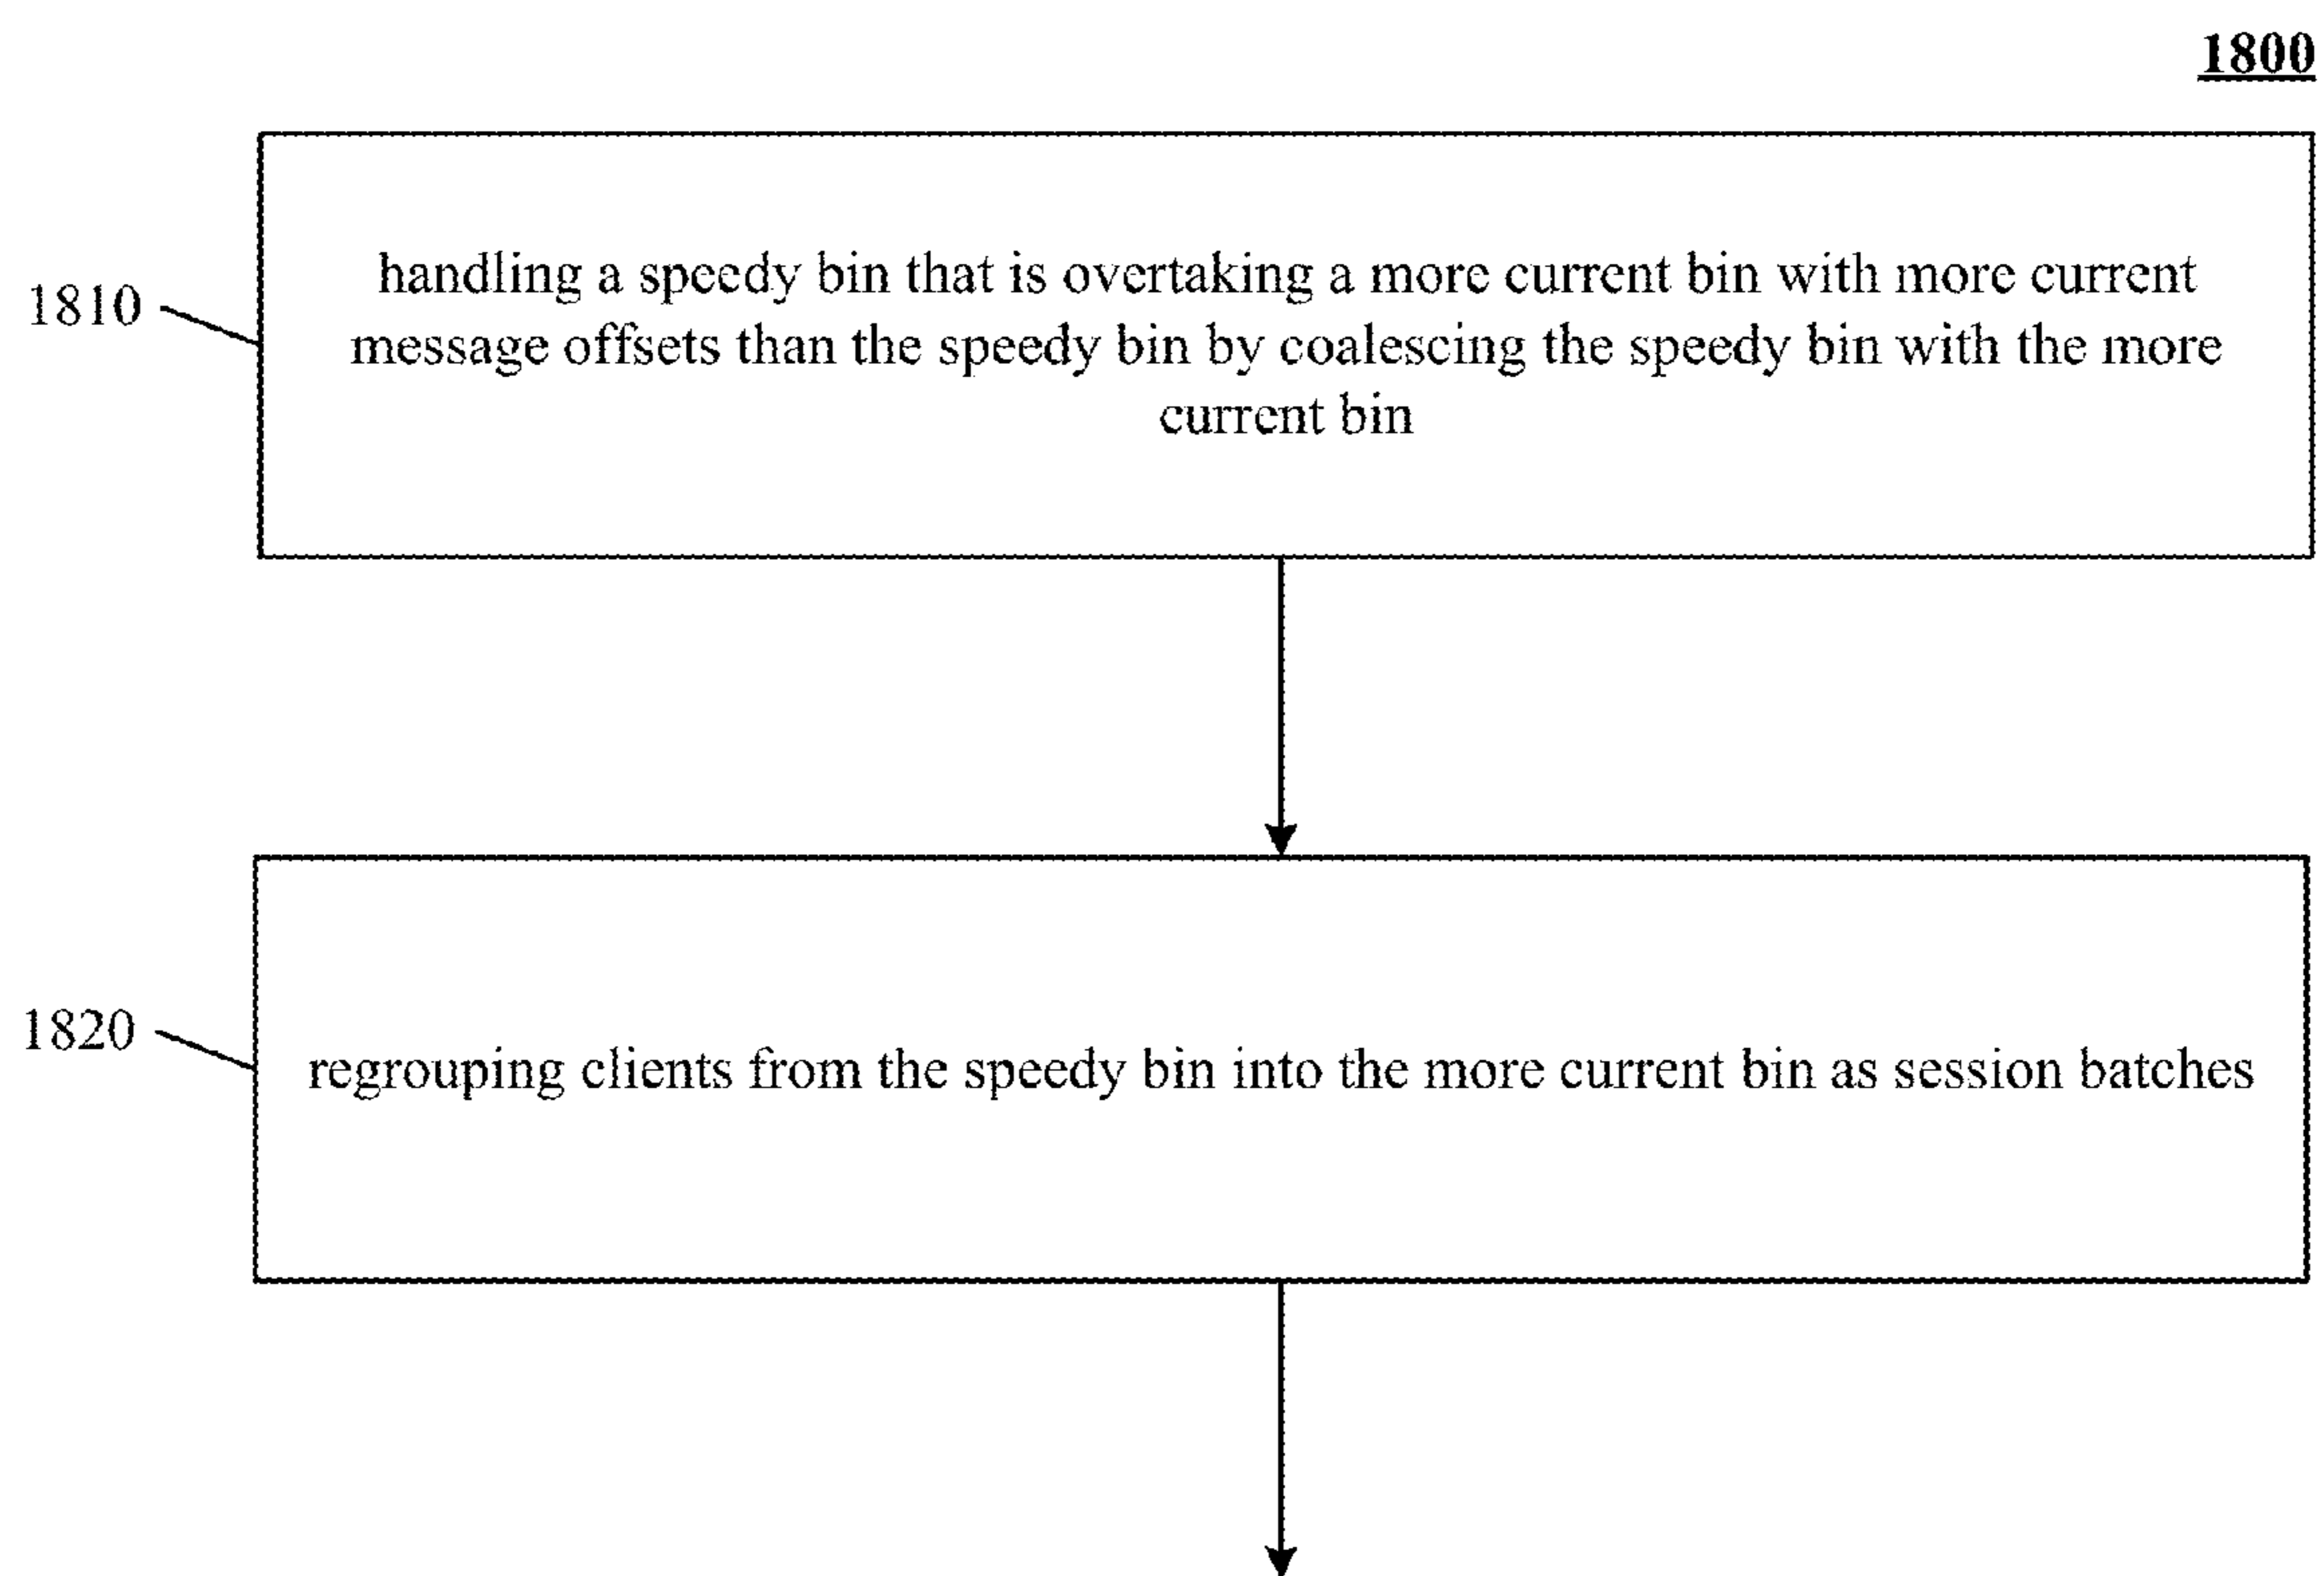 1800
1810
handling a speedy bin that is overtaking a more current bin with more current
message offsets than the speedy bin by coalescing the speedy bin with the more
current bin
1820
regrouping clients from the speedy bin into the more current bin as session batches